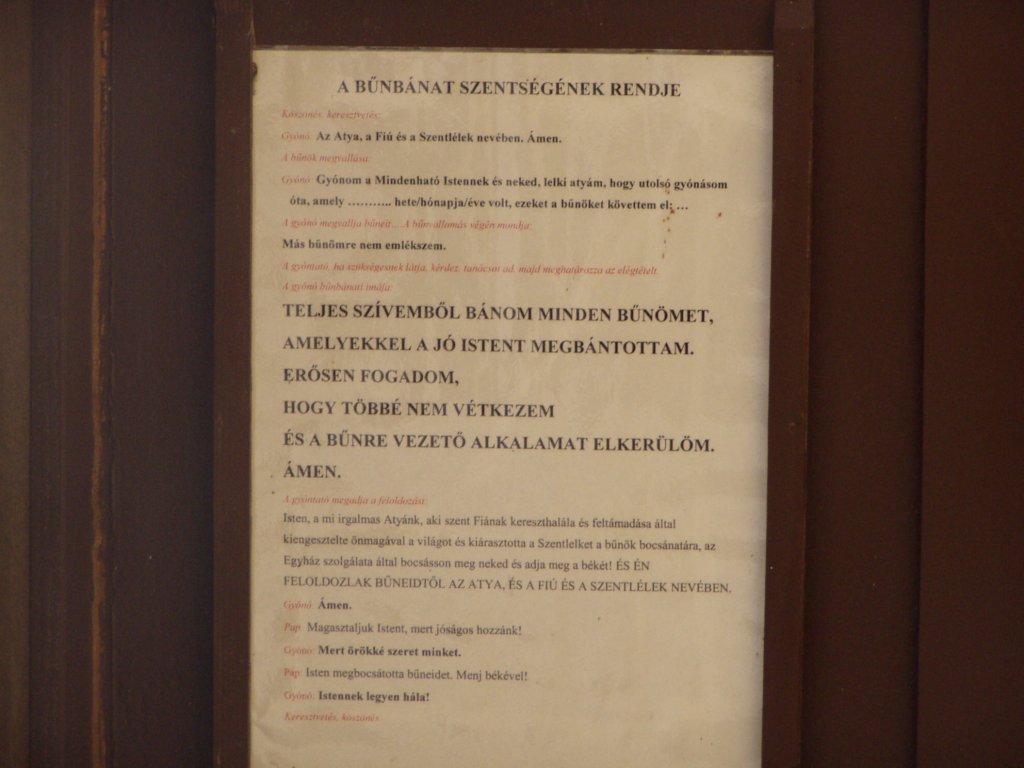 A BŰNBÁNAT SZENTSÉGÉNEK RENDJE
Köszönés, keresztvetés:
Gyónó: Az Atya, a Fiú és a Szentlélek nevében. Ámen.
A bűnök megvallása:
Gyónó: Gyónom a Mindenható Istennek és neked, lelki atyám, hogy utolsó gyónásom
óta, amely ……….. hete/hónapja/éve volt, ezeket a bűnöket követtem el: …
A gyónó megvallja bűneit... A bűnvallomás végén mondja:
Más bűnömre nem emlékszem.
A gyóntató, ha szükségesnek látja, kérdez, tanácsot ad, majd meghatározza az elégtételt.
A gyónó bűnbánati imája:
TELJES SZÍVEMBŐL BÁNOM MINDEN BŰNÖMET,
AMELYEKKEL A JÓ ISTENT MEGBÁNTOTTAM.
ERŐSEN FOGADOM,
HOGY TÖBBÉ NEM VÉTKEZEM
ÉS A BŰNRE VEZETŐ ALKALAMAT ELKERÜLÖM.
ÁMEN.
A gyóntató megadja a feloldozást:
Isten, a mi irgalmas Atyánk, aki szent Fiának kereszthalála és feltámadása által
kiengesztelte önmagával a világot és kiárasztotta a Szentlelket a bűnök bocsánatára, az
Egyház szolgálata által bocsásson meg neked és adja meg a békét! ÉS ÉN
FELOLDOZLAK BŰNEIDTŐL AZ ATYA, ÉS A FIÚ ÉS A SZENTLÉLEK NEVÉBEN.
Gyónó: Ámen.
Pap: Magasztaljuk Istent, mert jóságos hozzánk!
Gyónó: Mert örökké szeret minket.
Pap: Isten megbocsátotta bűneidet. Menj békével!
Gyónó: Istennek legyen hála!
Keresztvetés, köszönés